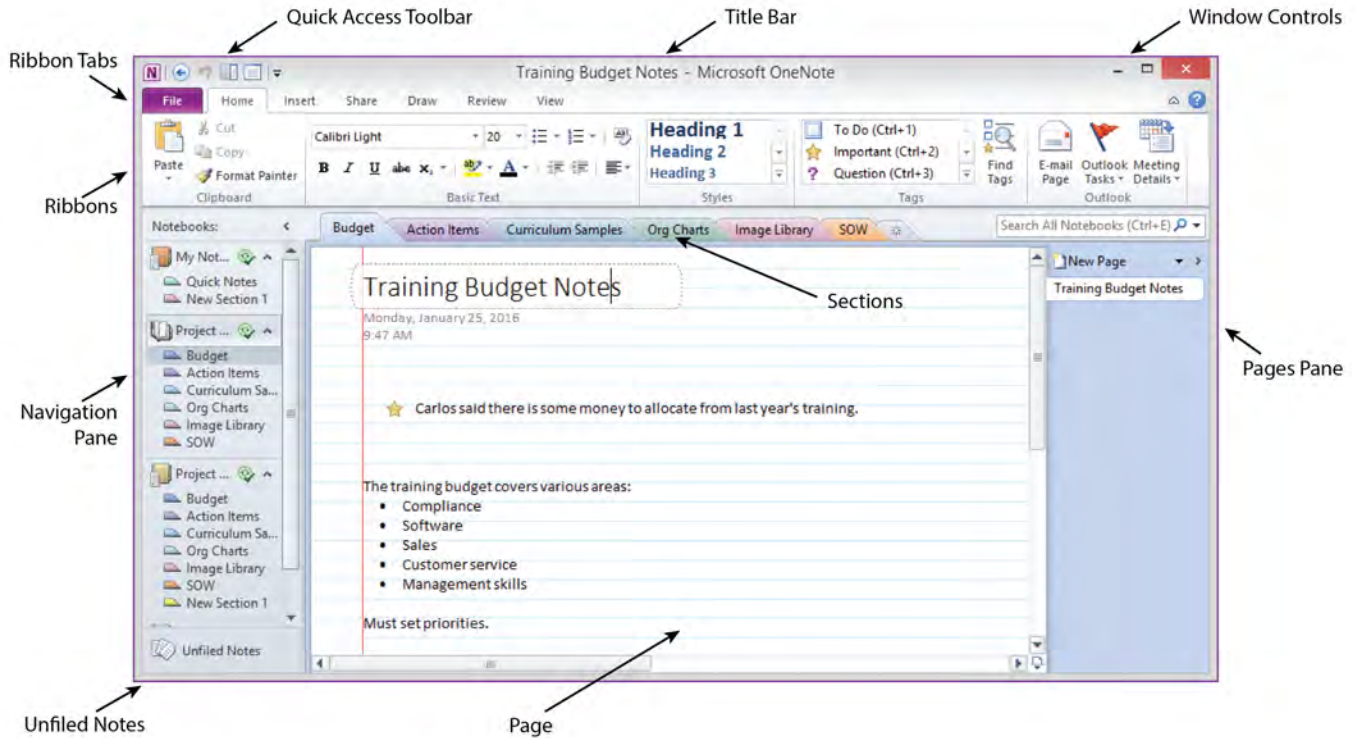 Quick Access Toolbar
Title Bar
Window Controls
Ribbon Tabs
Training Budget Notes - Microsoft OneNote
File Home Insert Share Draw Review View
Paste
Cut
Copy
Format Painter
Clipboard
Calibri Light 20
B I U abc x₂ A
Basic Text
Heading 1
Heading 2
Heading 3
Styles
To Do (Ctrl+1)
Important (Ctrl+2)
Question (Ctrl+3)
Tags
Find
Tags
E-mail
Page
Outlook
Tasks
Meeting
Details
Outlook
Ribbons
Notebooks:
Budget Action Items Curriculum Samples Org Charts Image Library SOW
Search All Notebooks (Ctrl+E)
My Not...
Quick Notes
New Section 1
Project ...
Budget
Action Items
Curriculum Sa...
Org Charts
Image Library
SOW
Project ...
Budget
Action Items
Curriculum Sa...
Org Charts
Image Library
SOW
New Section 1
Unfiled Notes
Navigation
Pane
Training Budget Notes
Monday, January 25, 2016
9:47 AM
Sections
Carlos said there is some money to allocate from last year's training.
The training budget covers various areas:
• Compliance
• Software
• Sales
• Customer service
• Management skills
Must set priorities.
New Page
Training Budget Notes
Pages Pane
Unfiled Notes
Page